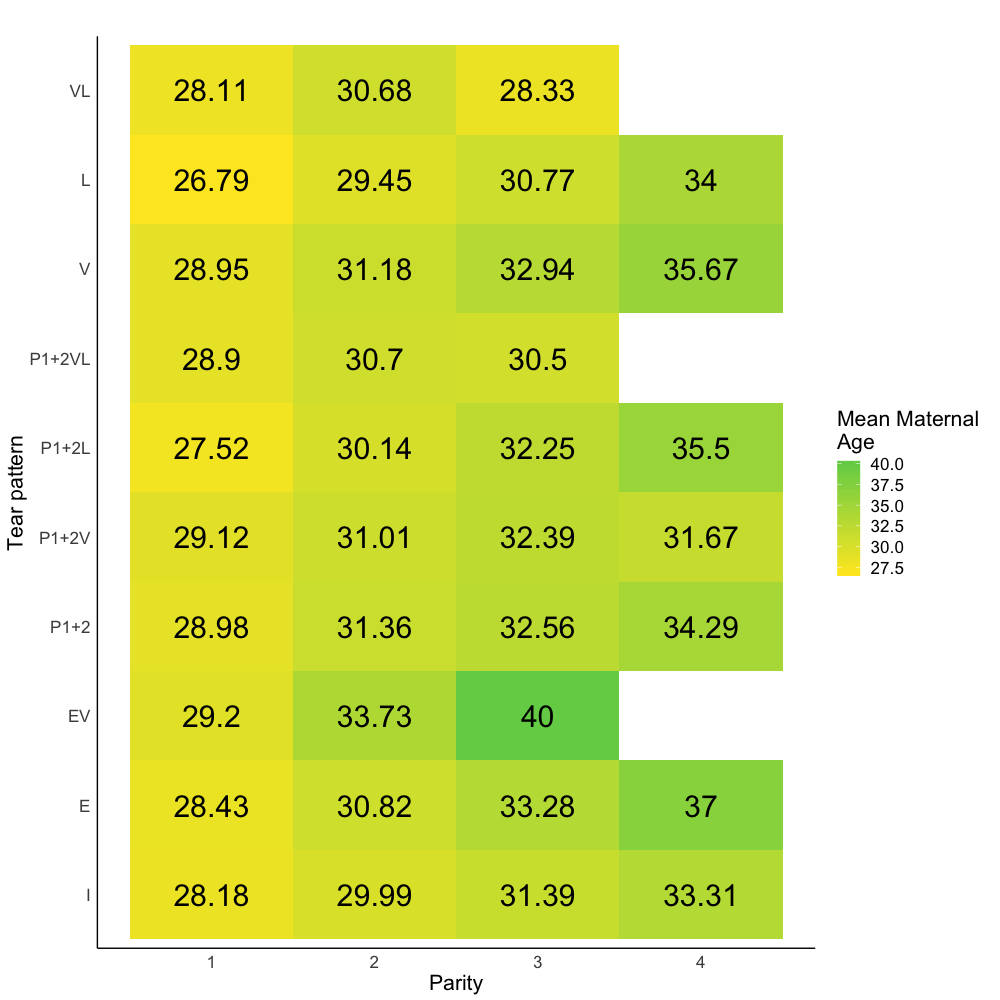 VL 28.11 30.68 28.33
L 26.79 29.45 30.77 34
V 28.95 31.18 32.94 35.67
P1+2VL 28.9 30.7 30.5
P1+2L 27.52 30.14 32.25 35.5
P1+2V 29.12 31.01 32.39 31.67
P1+2 28.98 31.36 32.56 34.29
EV 29.2 33.73 40
E 28.43 30.82 33.28 37
I 28.18 29.99 31.39 33.31
1 2 3 4
Parity
Tear pattern
Mean Maternal
Age
40.0
37.5
35.0
32.5
30.0
27.5